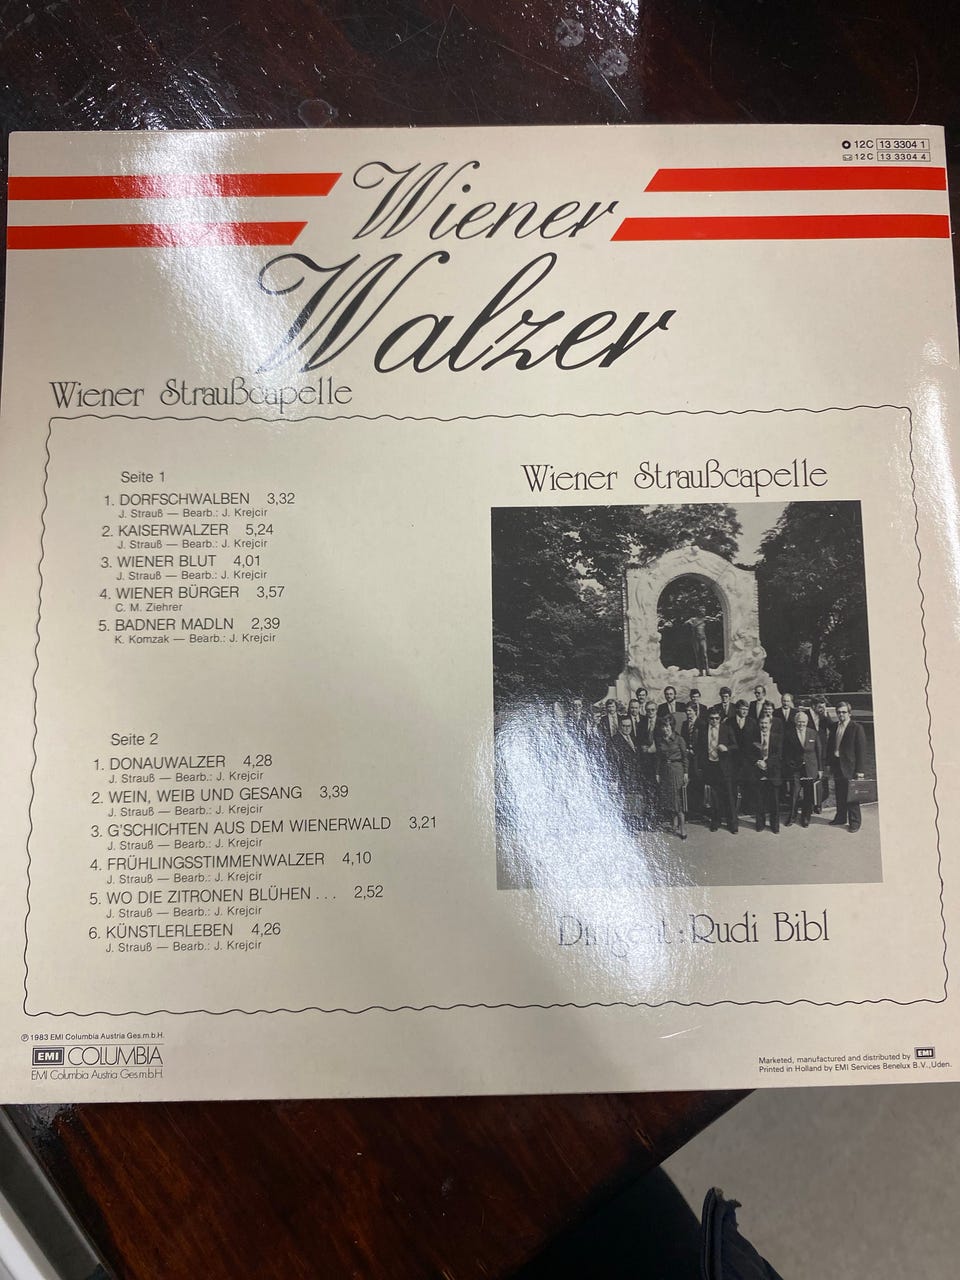 12C 13 3304 1
12C 13 3304 4
Wiener
Walzer
Wiener Straußcapelle
Seite 1
1. DORFSCHWALBEN 3,32
J. Strauß — Bearb.: J. Krejcir
2. KAISERWALZER 5,24
J. Strauß — Bearb.: J. Krejcir
3. WIENER BLUT 4,01
J. Strauß — Bearb.: J. Krejcir
4. WIENER BÜRGER 3,57
C. M. Ziehrer
5. BADNER MADLN 2,39
K. Komzak — Bearb.: J. Krejcir
Seite 2
1. DONAUWALZER 4,28
J. Strauß — Bearb.: J. Krejcir
2. WEIN, WEIB UND GESANG 3,39
J. Strauß — Bearb.: J. Krejcir
3. G'SCHICHTEN AUS DEM WIENERWALD 3,21
J. Strauß — Bearb.: J. Krejcir
4. FRÜHLINGSSTIMMENWALZER 4,10
J. Strauß — Bearb.: J. Krejcir
5. WO DIE ZITRONEN BLÜHEN . . . 2,52
J. Strauß — Bearb.: J. Krejcir
6. KÜNSTLERLEBEN 4,26
J. Strauß — Bearb.: J. Krejcir
Wiener Straußcapelle
Dirigent : Rudi Bibl
℗ 1983 EMI Columbia Austria Ges.m.b.H.
EMI COLUMBIA
EMI Columbia Austria Ges.m.b.H.
Marketed, manufactured and distributed by EMI
Printed in Holland by EMI Services Benelux B.V., Uden.